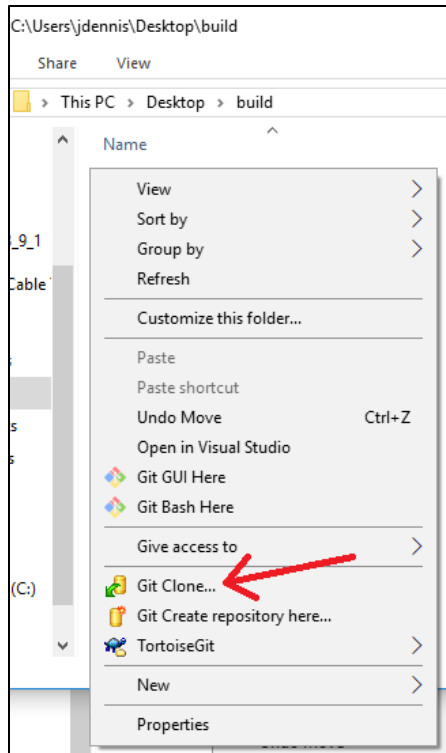 C:\Users\jdennis\Desktop\build
Share View
This PC > Desktop > build
Name
View
Sort by
Group by
Refresh
Customize this folder...
Paste
Paste shortcut
Undo Move Ctrl+Z
Open in Visual Studio
Git GUI Here
Git Bash Here
Give access to
Git Clone...
Git Create repository here...
TortoiseGit
New
Properties
_9_1
Cable
s
s
(C:)